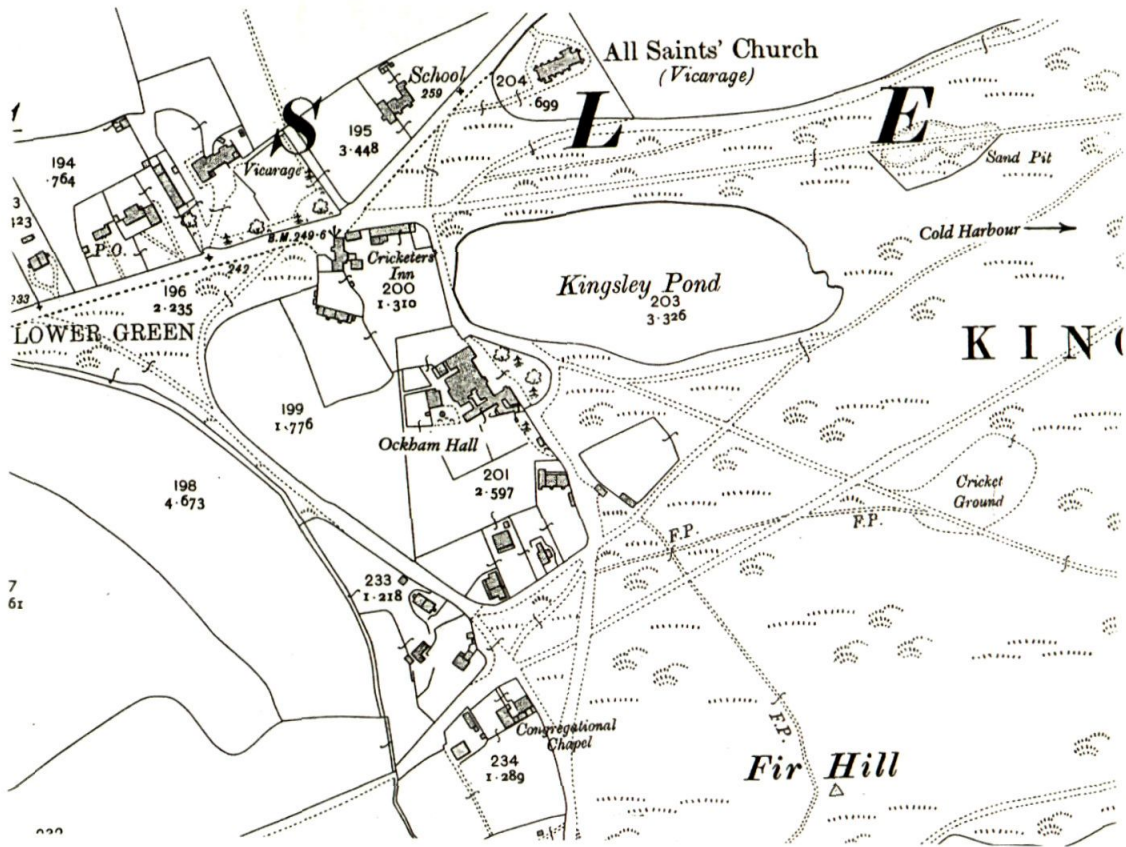 All Saints' Church
(Vicarage)
School
259
204
699
S
L
E
195
3·448
194
·764
Vicarage
Sand Pit
P.O.
B.M.249·6
242
Cricketers
Inn
200
1·310
Cold Harbour
Kingsley Pond
203
3·326
233
196
2·235
LOWER GREEN
KING
199
1·776
Ockham Hall
201
2·597
198
4·673
Cricket
Ground
F.P.
F.P.
233
1·218
61
F.P.
Congregational
Chapel
234
1·289
Fir Hill